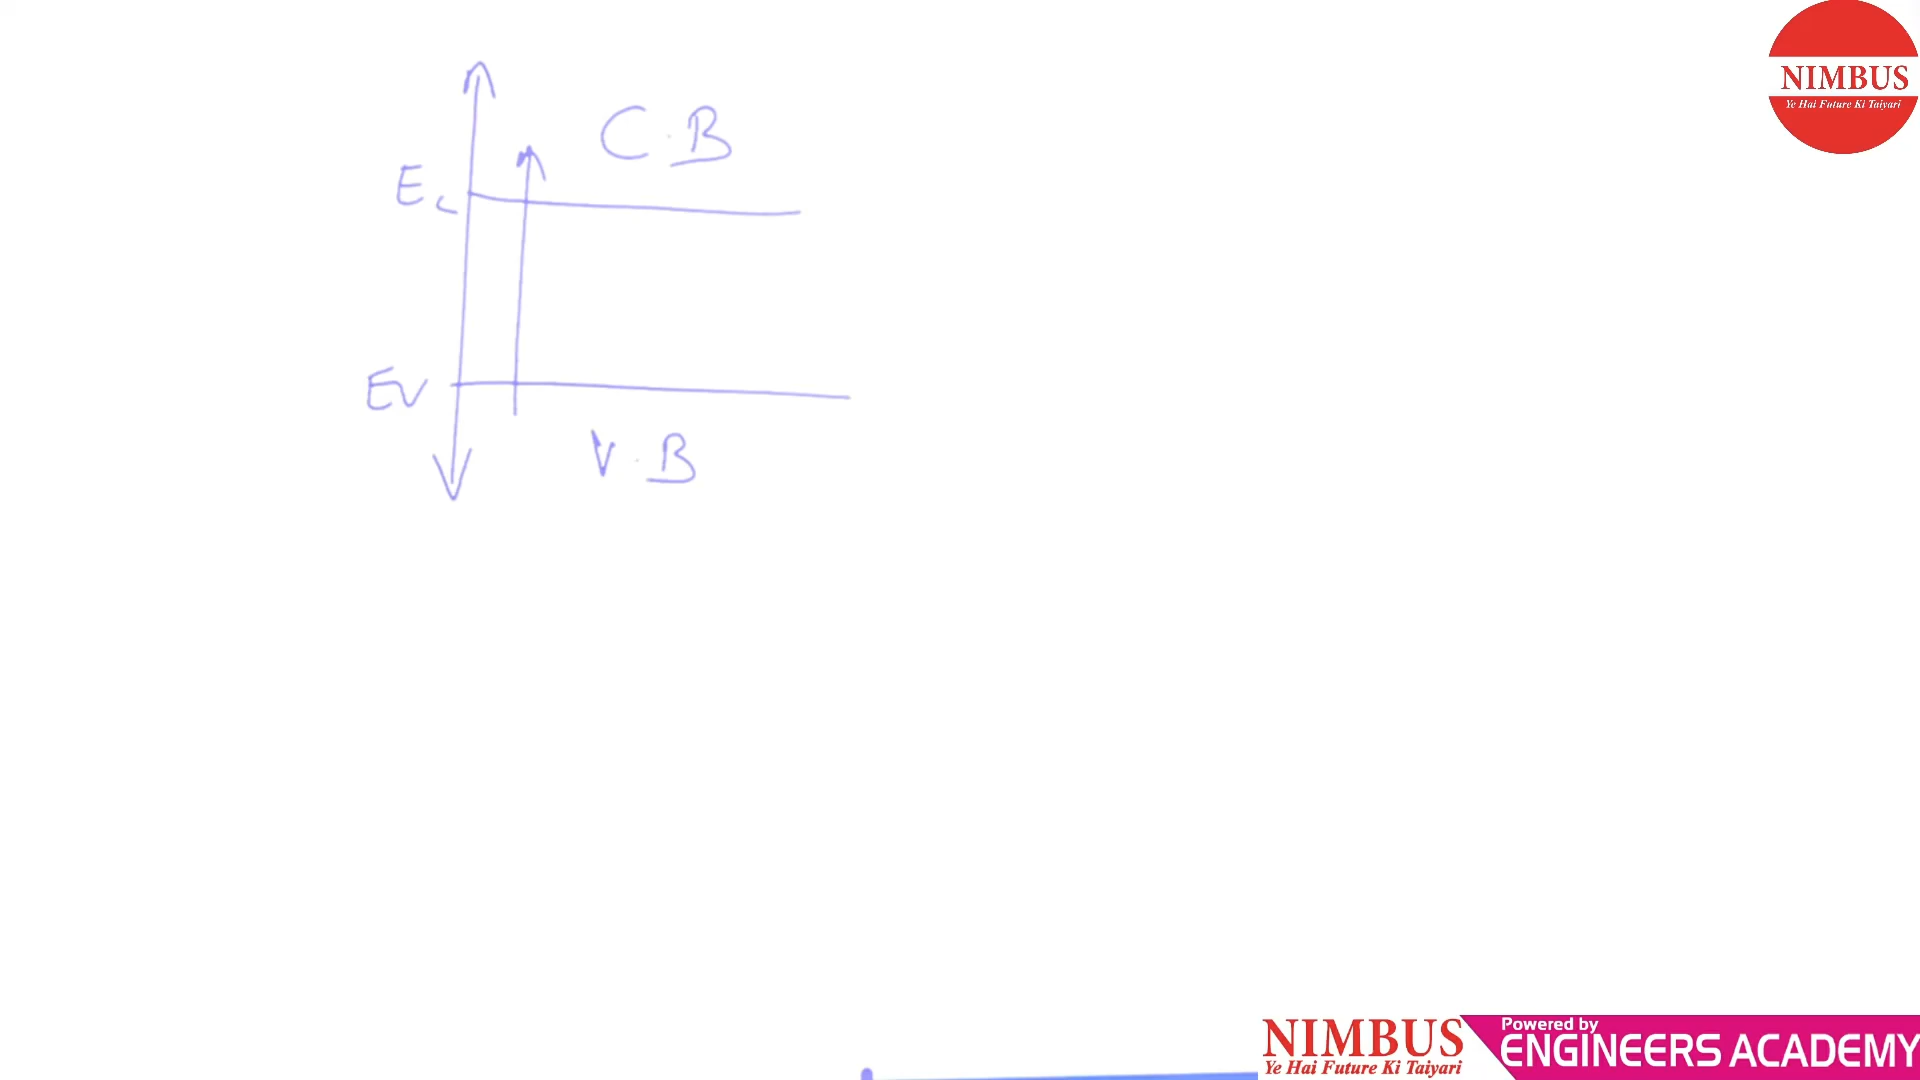 NIMBUS
Ye Hai Future Ki Taiyari
C.B
Ec
Ev
V.B
NIMBUS
Ye Hai Future Ki Taiyari
Powered by
ENGINEERS ACADEMY